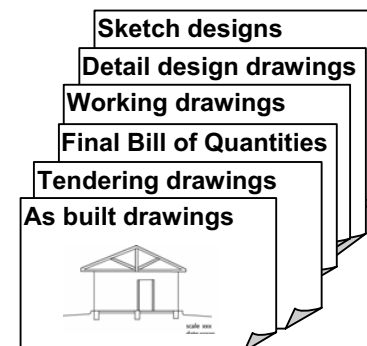 Sketch designs
Detail design drawings
Working drawings
Final Bill of Quantities
Tendering drawings
As built drawings
scale xxx